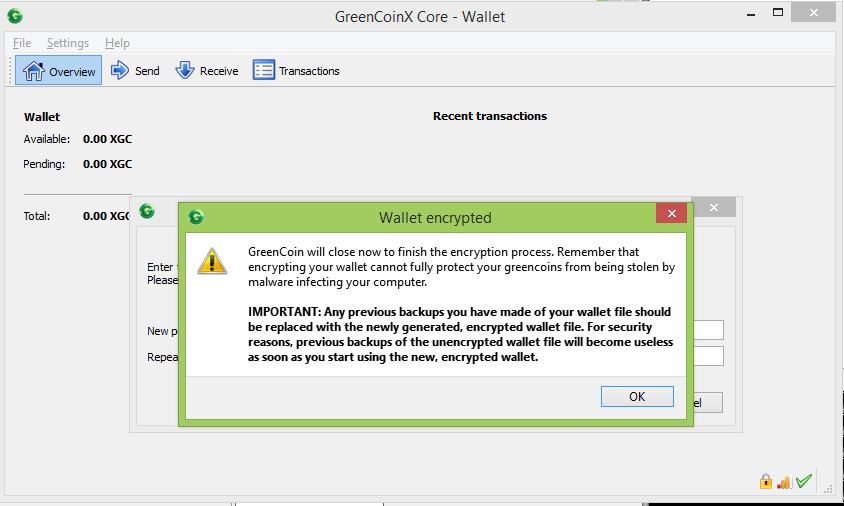 GreenCoinX Core - Wallet
File Settings Help
Overview Send Receive Transactions
Wallet
Recent transactions
Available: 0.00 XGC
Pending: 0.00 XGC
Total: 0.00 XGC
Wallet encrypted
GreenCoin will close now to finish the encryption process. Remember that
encrypting your wallet cannot fully protect your greencoins from being stolen by
malware infecting your computer.
IMPORTANT: Any previous backups you have made of your wallet file should
be replaced with the newly generated, encrypted wallet file. For security
reasons, previous backups of the unencrypted wallet file will become useless
as soon as you start using the new, encrypted wallet.
OK
Enter
Please
New p
Repea
el